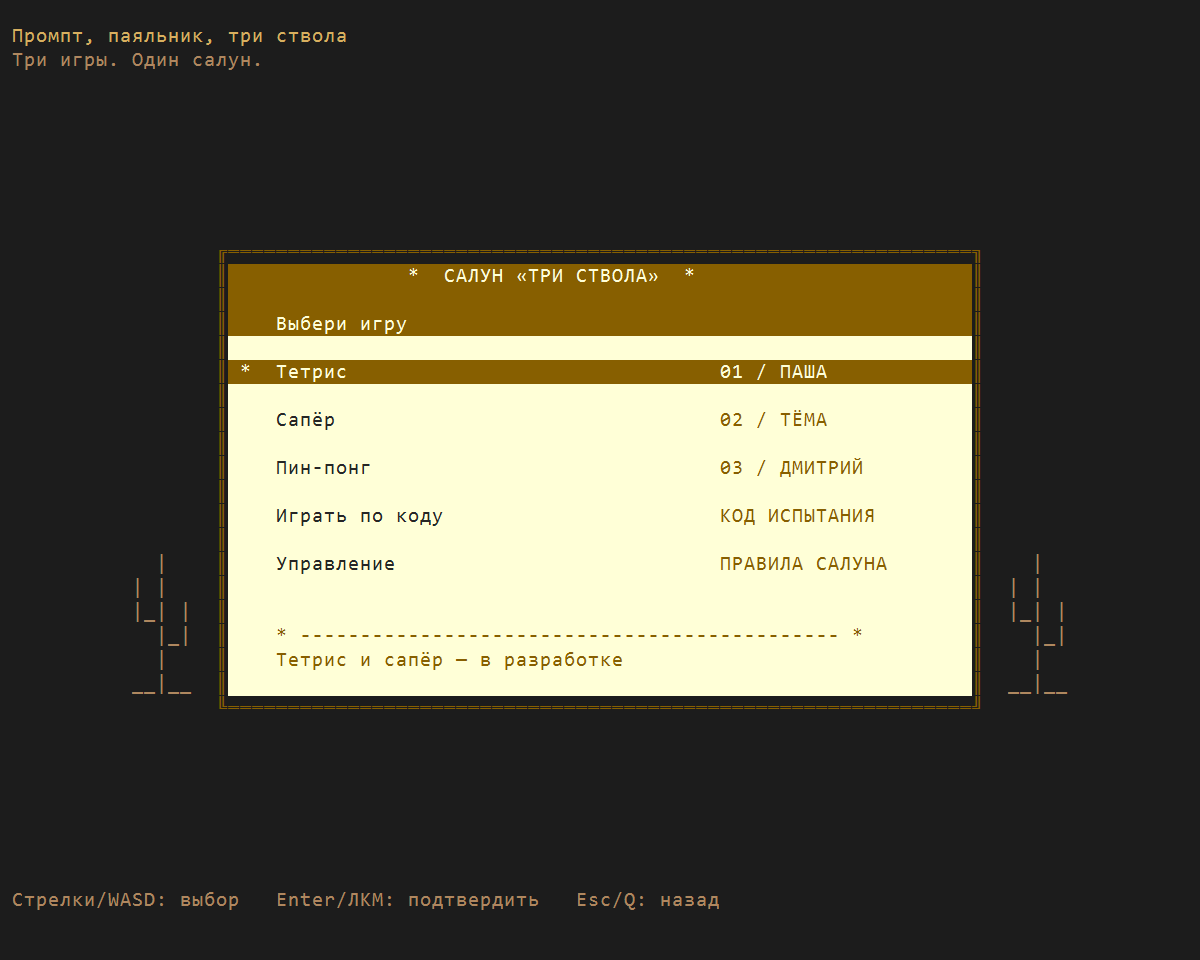 Промпт, паяльник, три ствола
Три игры. Один салун.
* САЛУН «ТРИ СТВОЛА» *
Выбери игру
* Тетрис 01 / ПАША
Сапёр 02 / ТЁМА
Пин-понг 03 / ДМИТРИЙ
Играть по коду КОД ИСПЫТАНИЯ
Управление ПРАВИЛА САЛУНА
* --------------------------------------------- *
Тетрис и сапёр — в разработке
Стрелки/WASD: выбор Enter/ЛКМ: подтвердить Esc/Q: назад